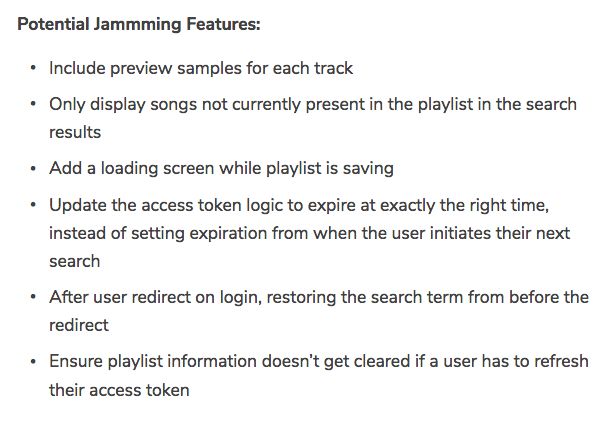 Potential Jammming Features:
• Include preview samples for each track
• Only display songs not currently present in the playlist in the search
results
• Add a loading screen while playlist is saving
• Update the access token logic to expire at exactly the right time,
instead of setting expiration from when the user initiates their next
search
• After user redirect on login, restoring the search term from before the
redirect
• Ensure playlist information doesn't get cleared if a user has to refresh
their access token